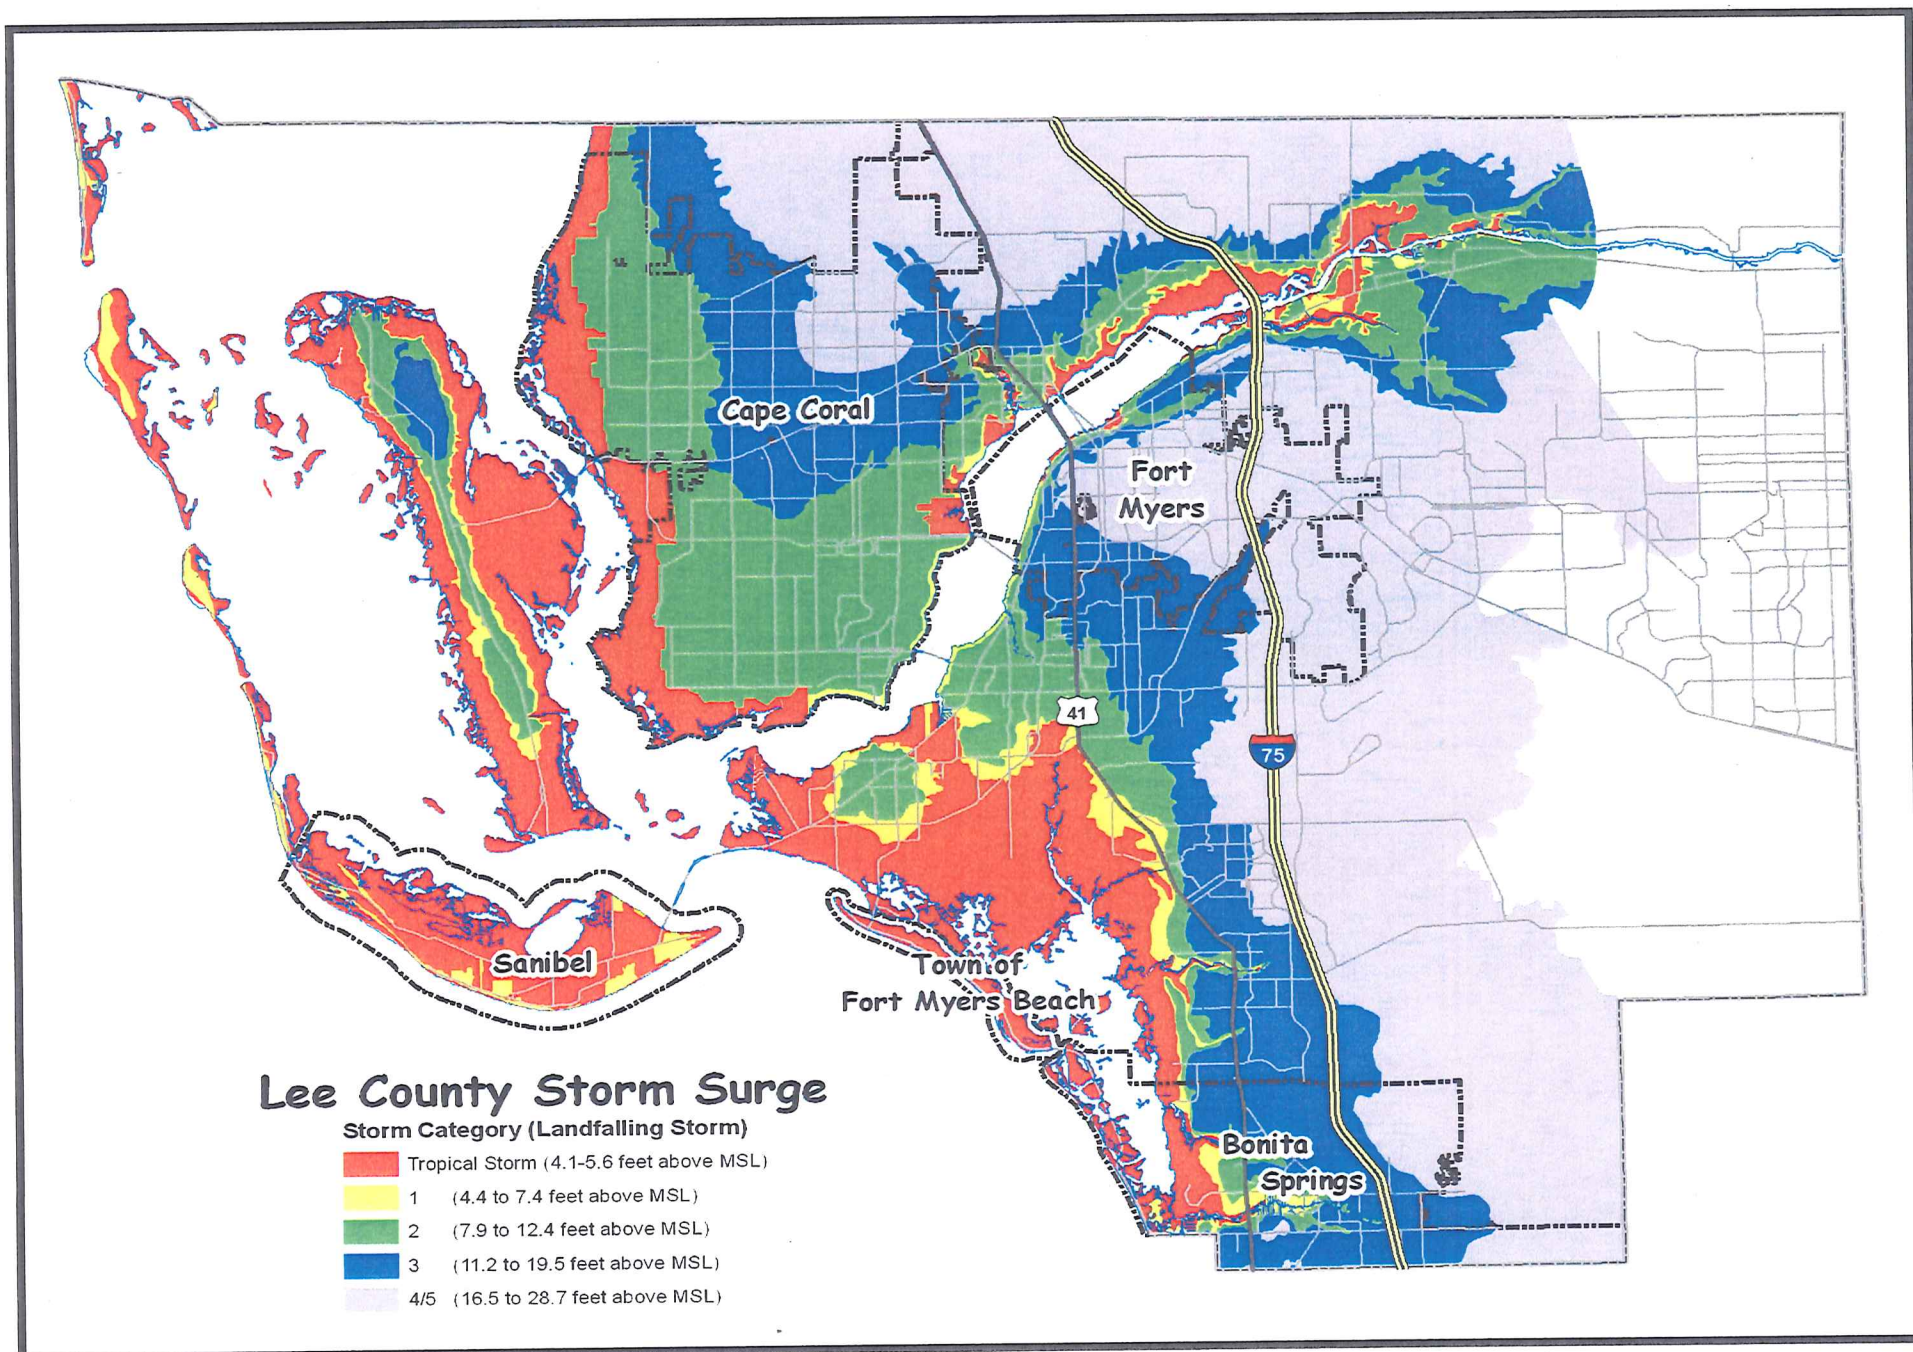 Cape Coral
Fort
Myers
41
75
Sanibel
Town of
Fort Myers Beach
Bonita
Springs
Lee County Storm Surge
Storm Category (Landfalling Storm)
Tropical Storm (4.1-5.6 feet above MSL)
1 (4.4 to 7.4 feet above MSL)
2 (7.9 to 12.4 feet above MSL)
3 (11.2 to 19.5 feet above MSL)
4/5 (16.5 to 28.7 feet above MSL)